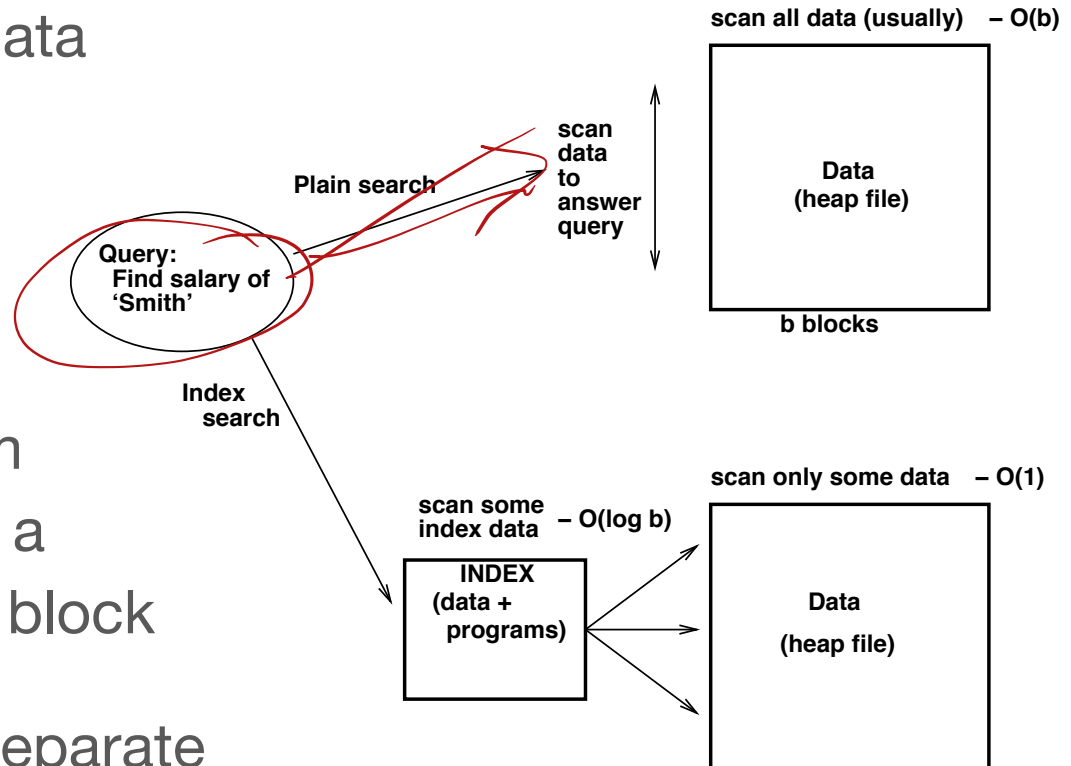 ata
n
a
block
eparate
scan all data (usually) – O(b)
scan
data
to
answer
query
Data
(heap file)
b blocks
Plain search
Query:
Find salary of
‘Smith’
Index
search
scan some
index data – O(log b)
INDEX
(data +
programs)
scan only some data – O(1)
Data
(heap file)